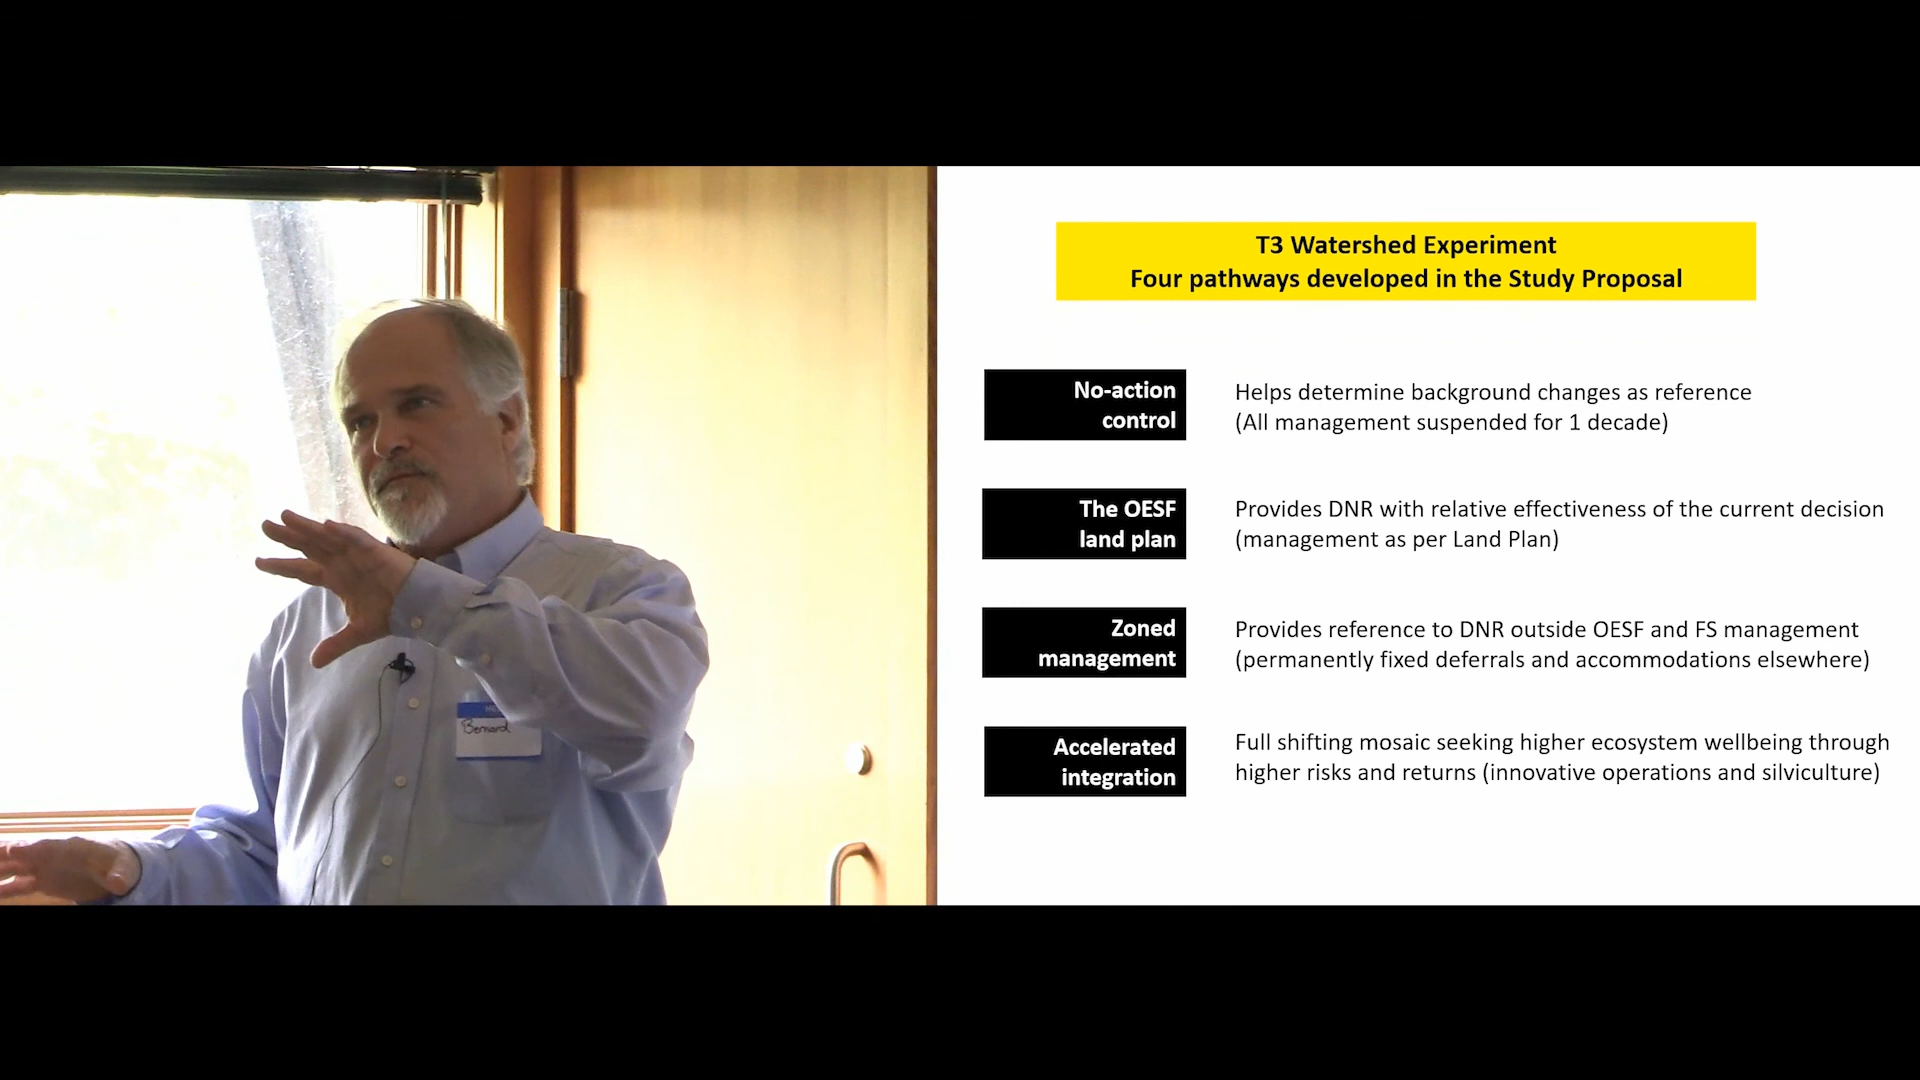 T3 Watershed Experiment
Four pathways developed in the Study Proposal
No-action
control
Helps determine background changes as reference
(All management suspended for 1 decade)
The OESF
land plan
Provides DNR with relative effectiveness of the current decision
(management as per Land Plan)
Zoned
management
Provides reference to DNR outside OESF and FS management
(permanently fixed deferrals and accommodations elsewhere)
Accelerated
integration
Full shifting mosaic seeking higher ecosystem wellbeing through
higher risks and returns (innovative operations and silviculture)
Bernard